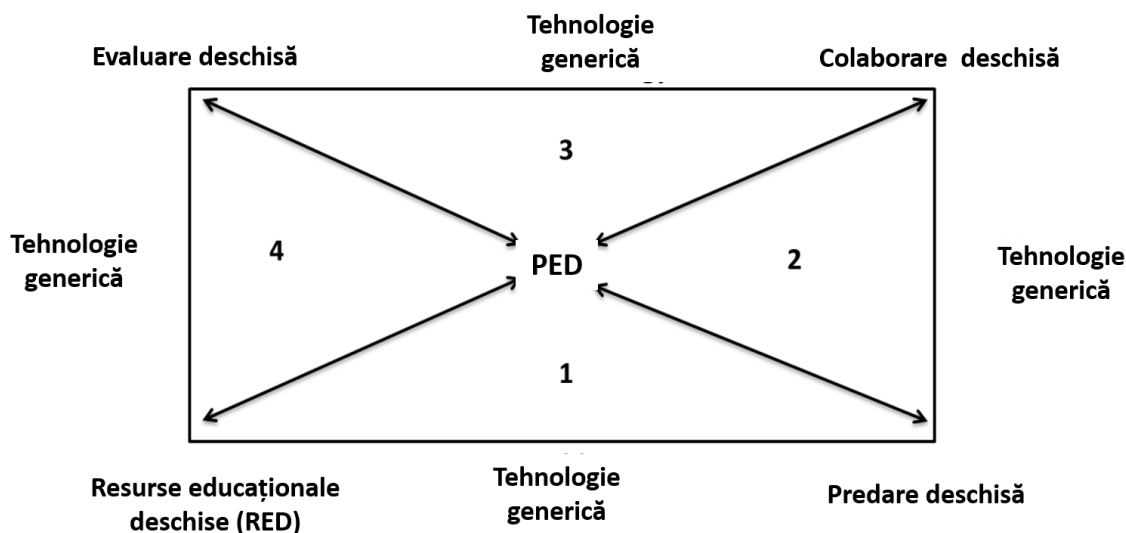 Tehnologie
generică
Evaluare deschisă
Colaborare deschisă
3
Tehnologie
generică
4
PED
2
Tehnologie
generică
1
Resurse educaționale
deschise (RED)
Tehnologie
generică
Predare deschisă